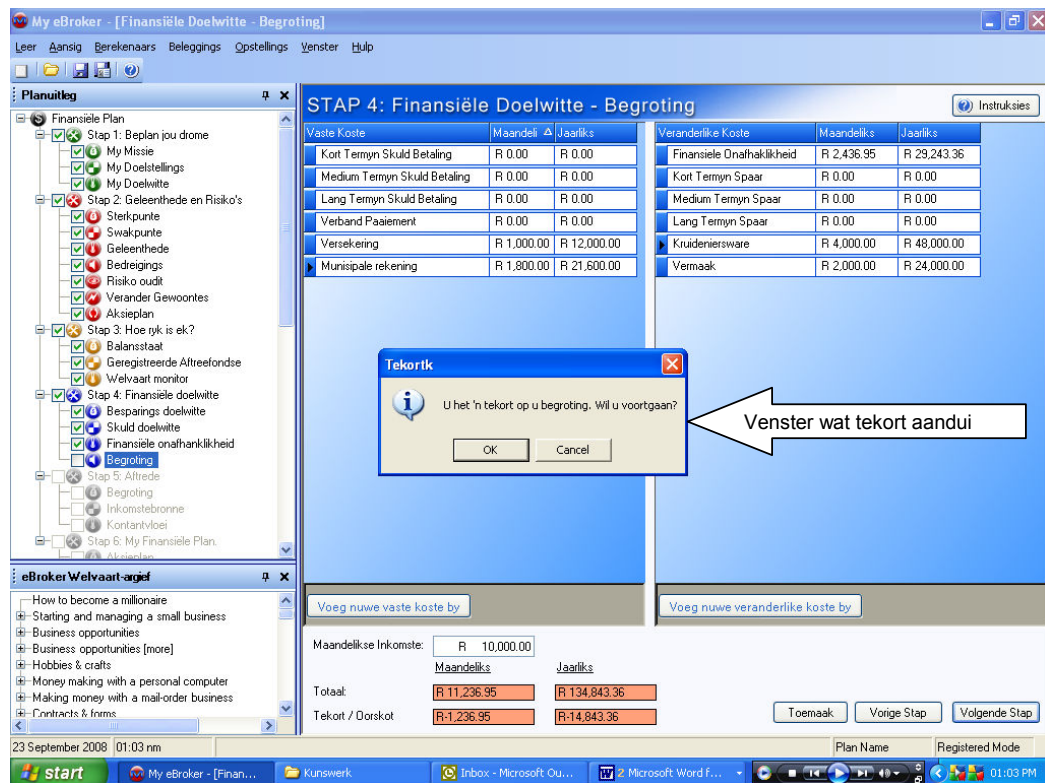 My eBroker - [Finansiële Doelwitte - Begroting]
Leer Aansig Berekenaars Beleggings Opstellings Venster Hulp
Planuitleg
Finansiële Plan
Stap 1: Beplan jou drome
My Missie
My Doelstellings
My Doelwitte
Stap 2: Geleenthede en Risiko's
Sterkpunte
Swakpunte
Geleenthede
Bedreigings
Risiko oudit
Verander Gewoontes
Aksieplan
Stap 3: Hoe ryk is ek?
Balansstaat
Geregistreerde Aftreefondse
Welvaart monitor
Stap 4: Finansiële doelwitte
Besparings doelwitte
Skuld doelwitte
Finansiële onafhanklikheid
Begroting
Stap 5: Aftrede
Begroting
Inkomstebronne
Kontantvloei
Stap 6: My Finansiële Plan.
Aksieplan
eBroker Welvaart-argief
How to become a millionaire
Starting and managing a small business
Business opportunities
Business opportunities [more]
Hobbies & crafts
Money making with a personal computer
Making money with a mail-order business
Contracts & forms
STAP 4: Finansiële Doelwitte - Begroting
Instruksies
Vaste Koste Maandeli Jaarliks
Kort Termyn Skuld Betaling R 0.00 R 0.00
Medium Termyn Skuld Betaling R 0.00 R 0.00
Lang Termyn Skuld Betaling R 0.00 R 0.00
Verband Paaiement R 0.00 R 0.00
Versekering R 1,000.00 R 12,000.00
Munisipale rekening R 1,800.00 R 21,600.00
Veranderlike Koste Maandeliks Jaarliks
Finansiele Onafhaklikheid R 2,436.95 R 29,243.36
Kort Termyn Spaar R 0.00 R 0.00
Medium Termyn Spaar R 0.00 R 0.00
Lang Termyn Spaar R 0.00 R 0.00
Kruideniersware R 4,000.00 R 48,000.00
Vermaak R 2,000.00 R 24,000.00
Tekortk
U het 'n tekort op u begroting. Wil u voortgaan?
OK Cancel
Venster wat tekort aandui
Voeg nuwe vaste koste by
Voeg nuwe veranderlike koste by
Maandelikse Inkomste: R 10,000.00
Maandeliks Jaarliks
Totaal: R 11,236.95 R 134,843.36
Tekort / Oorskot R-1,236.95 R-14,843.36
Toemaak Vorige Stap Volgende Stap
23 September 2008 01:03 nm Plan Name Registered Mode
start My eBroker - [Finan... Kunswerk Inbox - Microsoft Ou... 2 Microsoft Word f... 01:03 PM